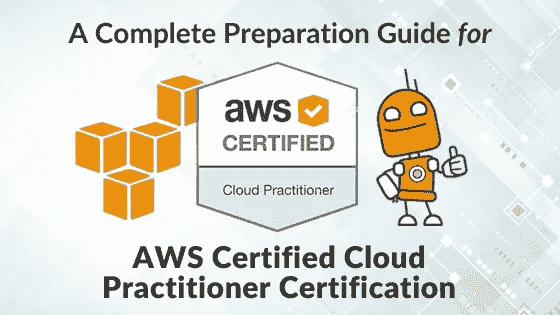 A Complete Preparation Guide for
aws
CERTIFIED
Cloud Practitioner
AWS Certified Cloud
Practitioner Certification